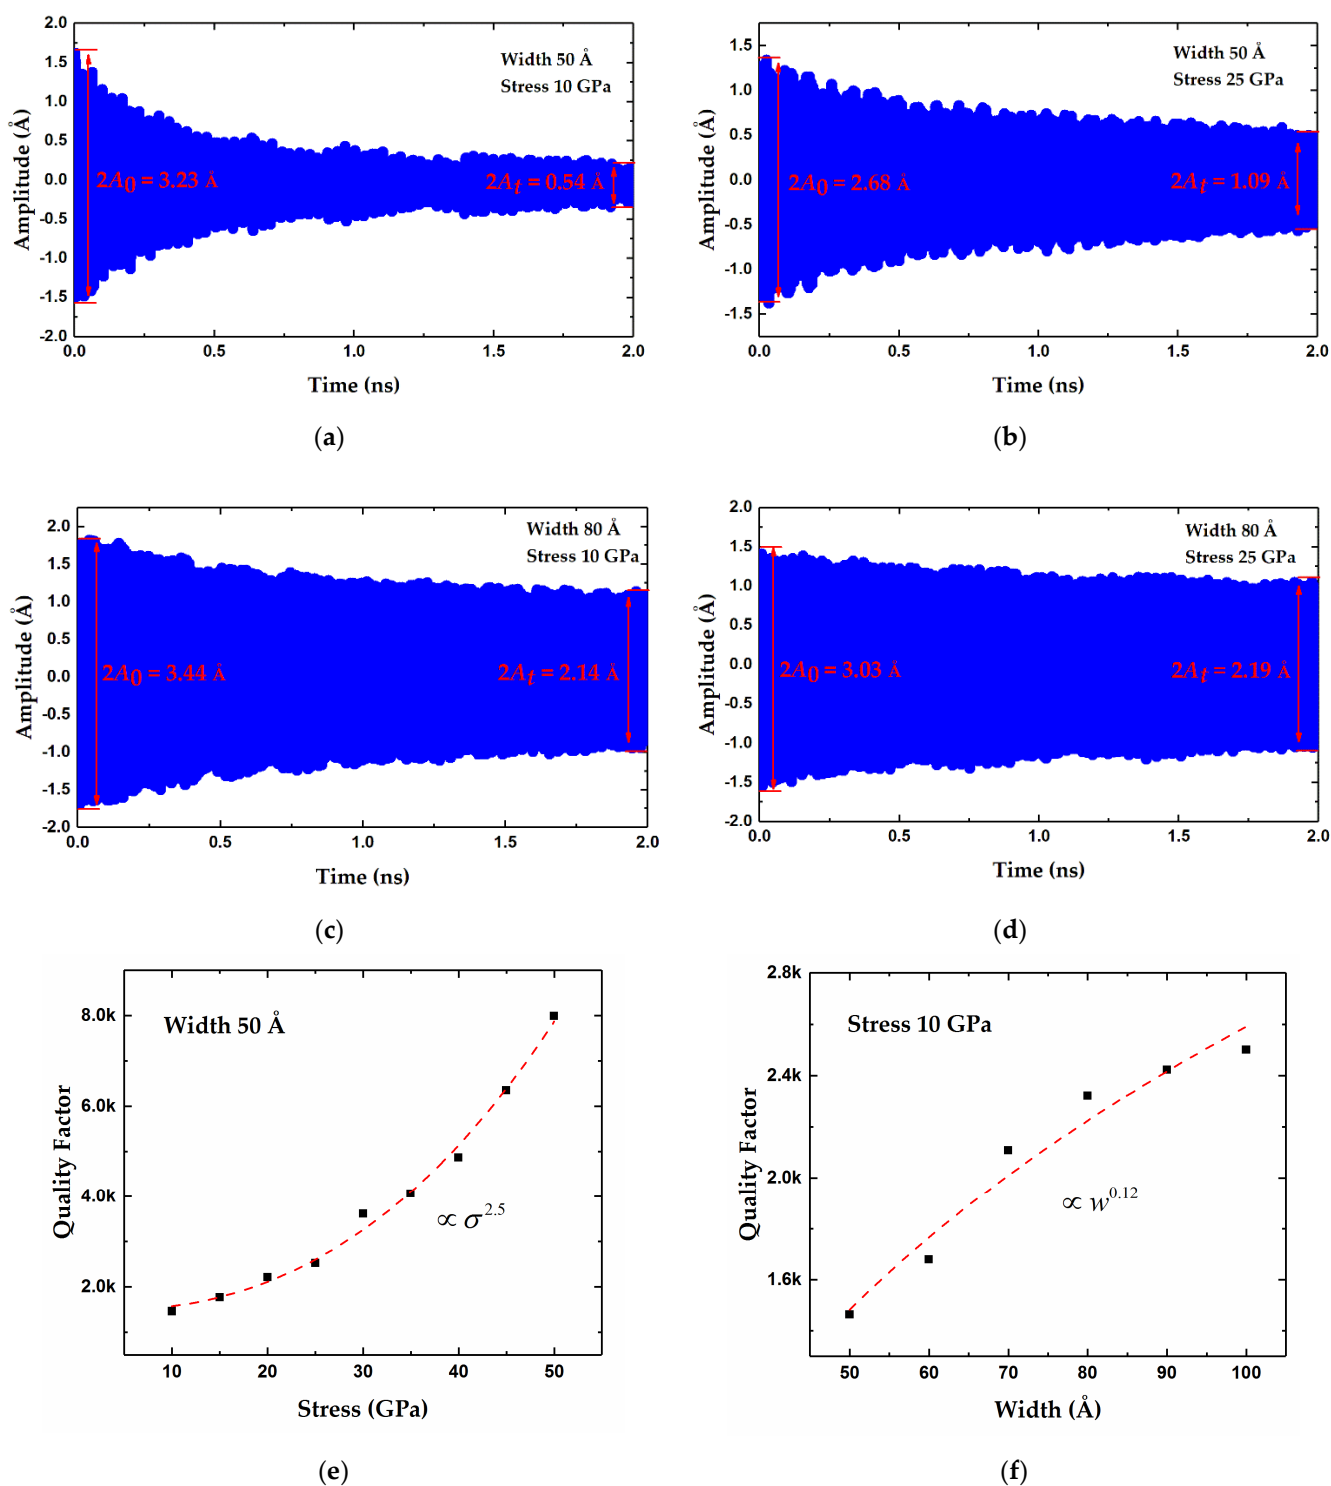 2.0
1.5
1.0
0.5
0.0
-0.5
-1.0
-1.5
-2.0
Amplitude (Å)
Width 50 Å
Stress 10 GPa
2A0 = 3.23 Å
2At = 0.54 Å
0.0 0.5 1.0 1.5 2.0
Time (ns)
(a)
1.5
1.0
0.5
0.0
-0.5
-1.0
-1.5
Amplitude (Å)
Width 50 Å
Stress 25 GPa
2A0 = 2.68 Å
2At = 1.09 Å
0.0 0.5 1.0 1.5 2.0
Time (ns)
(b)
2.0
1.5
1.0
0.5
0.0
-0.5
-1.0
-1.5
-2.0
Amplitude (Å)
Width 80 Å
Stress 10 GPa
2A0 = 3.44 Å
2At = 2.14 Å
0.0 0.5 1.0 1.5 2.0
Time (ns)
(c)
2.0
1.5
1.0
0.5
0.0
-0.5
-1.0
-1.5
-2.0
Amplitude (Å)
Width 80 Å
Stress 25 GPa
2A0 = 3.03 Å
2At = 2.19 Å
0.0 0.5 1.0 1.5 2.0
Time (ns)
(d)
8.0k
6.0k
4.0k
2.0k
Quality Factor
Width 50 Å
∝ σ^2.5
10 20 30 40 50
Stress (GPa)
(e)
2.8k
2.4k
2.0k
1.6k
Quality Factor
Stress 10 GPa
∝ w^0.12
50 60 70 80 90 100
Width (Å)
(f)